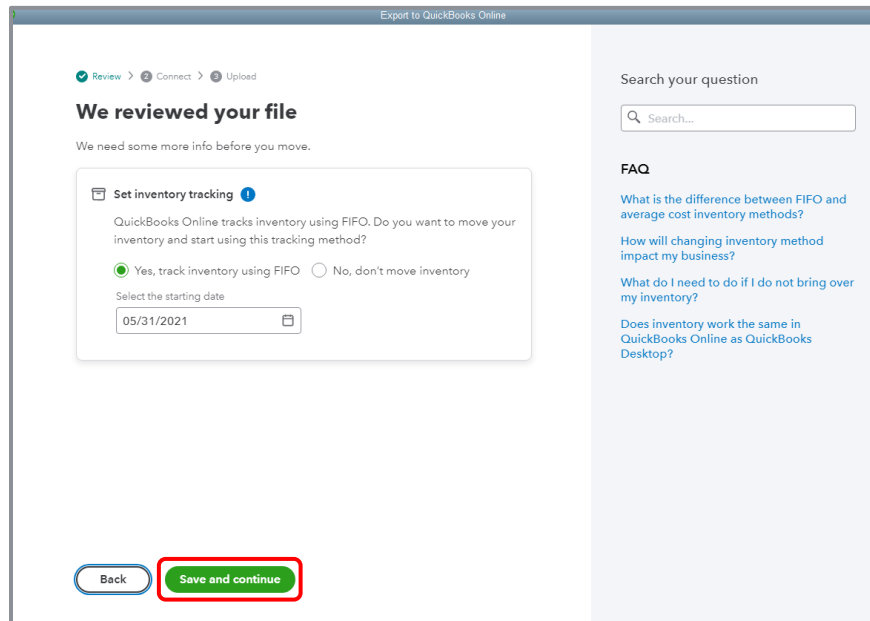 Export to QuickBooks Online
Review > 2 Connect > 3 Upload
We reviewed your file
We need some more info before you move.
Set inventory tracking !
QuickBooks Online tracks inventory using FIFO. Do you want to move your
inventory and start using this tracking method?
Yes, track inventory using FIFO No, don't move inventory
Select the starting date
05/31/2021
Back Save and continue
Search your question
Search...
FAQ
What is the difference between FIFO and
average cost inventory methods?
How will changing inventory method
impact my business?
What do I need to do if I do not bring over
my inventory?
Does inventory work the same in
QuickBooks Online as QuickBooks
Desktop?